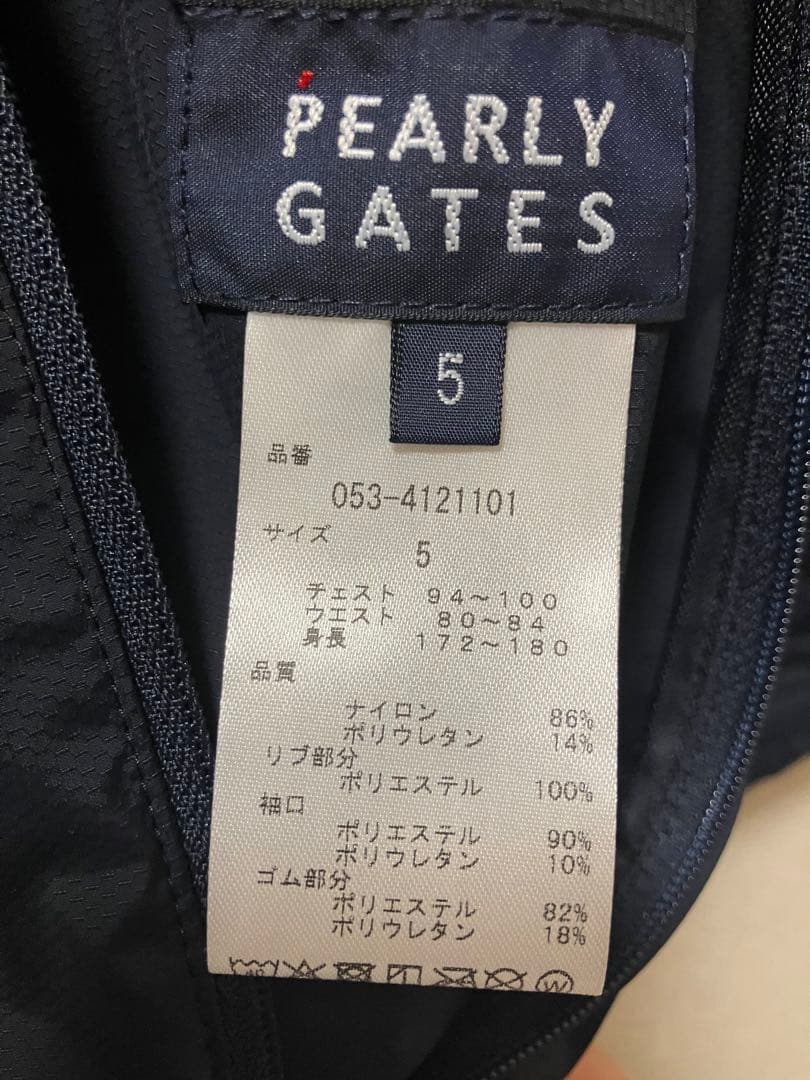 PEARLY
GATES
5
品番
053-4121101
サイズ
5
チェスト 94～100
ウエスト 80～84
身長 172～180
品質
ナイロン 86%
ポリウレタン 14%
リブ部分
ポリエステル 100%
袖口
ポリエステル 90%
ポリウレタン 10%
ゴム部分
ポリエステル 82%
ポリウレタン 18%